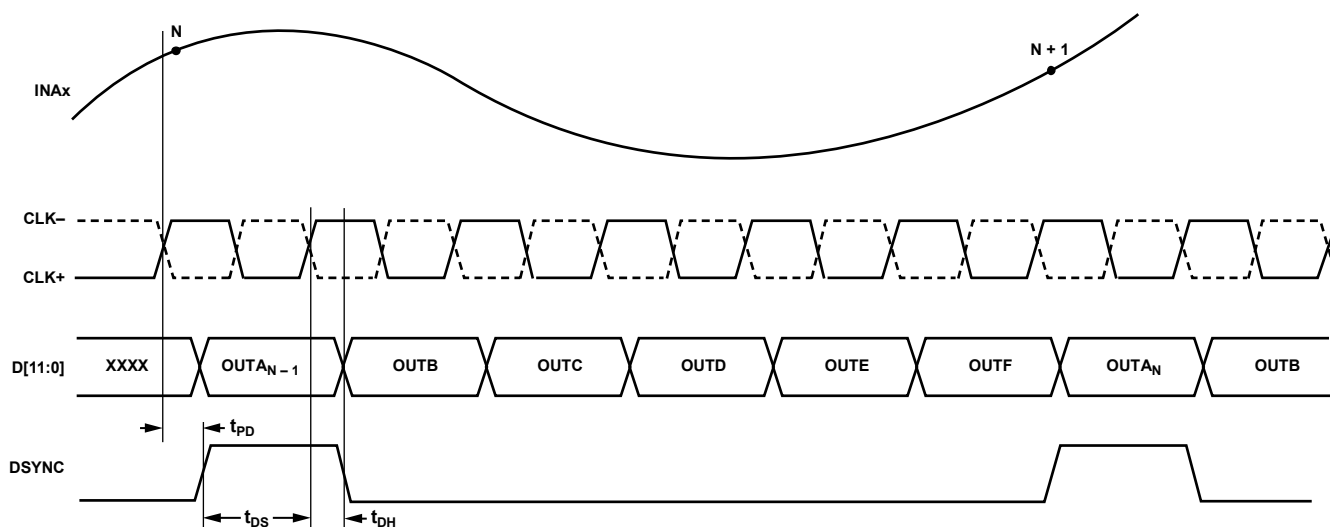 N
N + 1
INAx
CLK–
CLK+
D[11:0] XXXX OUTAN – 1 OUTB OUTC OUTD OUTE OUTF OUTAN OUTB
tPD
DSYNC
tDS tDH